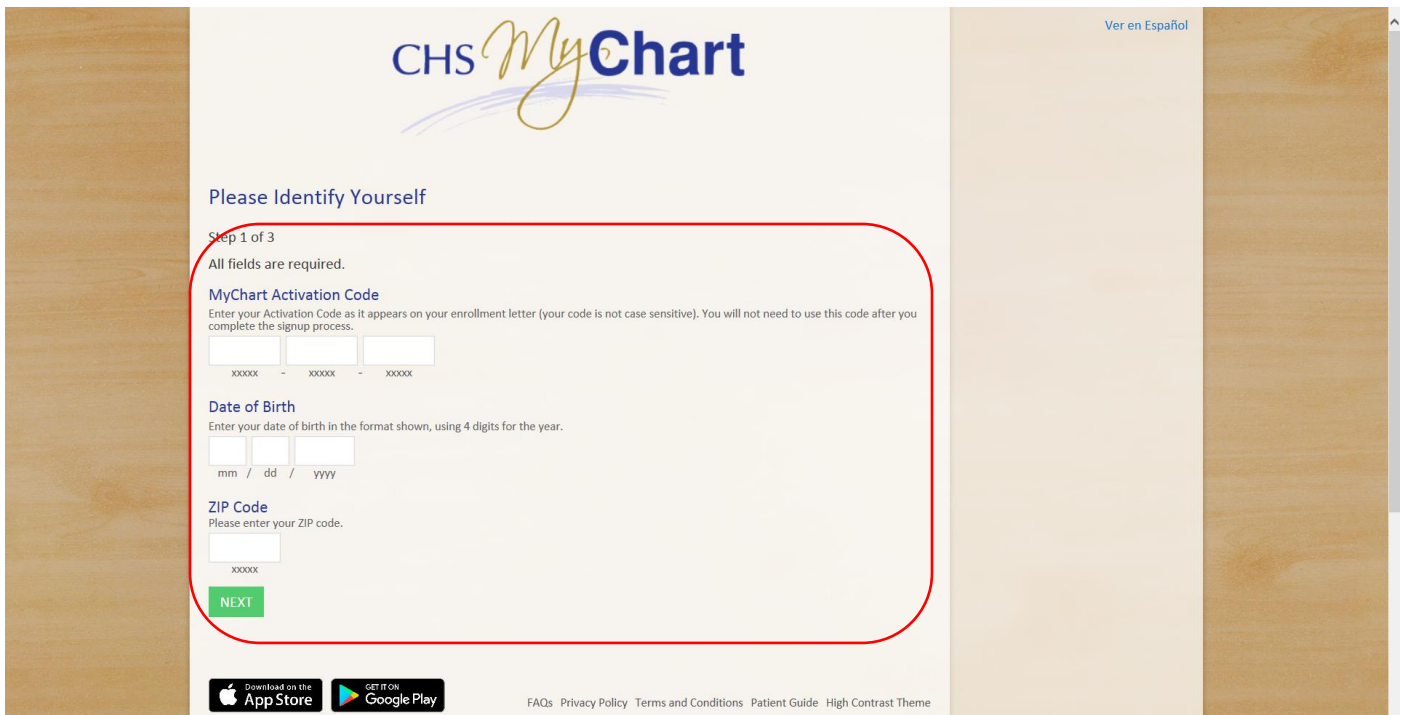 Ver en Español
CHS MyChart
Please Identify Yourself
Step 1 of 3
All fields are required.
MyChart Activation Code
Enter your Activation Code as it appears on your enrollment letter (your code is not case sensitive). You will not need to use this code after you
complete the signup process.
xxxxx - xxxxx - xxxxx
Date of Birth
Enter your date of birth in the format shown, using 4 digits for the year.
mm / dd / yyyy
ZIP Code
Please enter your ZIP code.
xxxxx
NEXT
Download on the
App Store
GET IT ON
Google Play
FAQs Privacy Policy Terms and Conditions Patient Guide High Contrast Theme